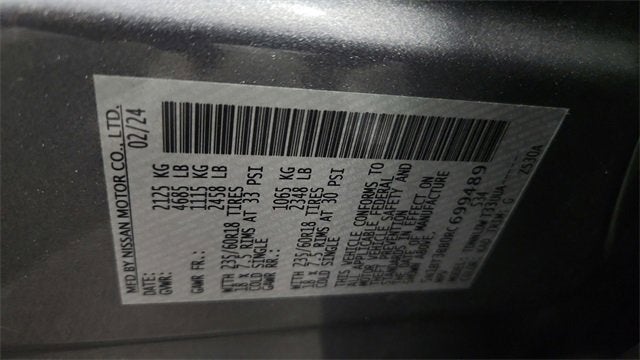 MFD.BY NISSAN MOTOR CO., LTD.
DATE: 02/24
GVWR: 2125 KG
4685 LB
GAWR FR.: 1115 KG
2458 LB
WITH 235/60R18 TIRES
18 x 7.5 RIMS AT 33 PSI
COLD SINGLE
GAWR RR.: 1065 KG
2348 LB
WITH 235/60R18 TIRES
18 x 7.5 RIMS AT 30 PSI
COLD SINGLE
THIS VEHICLE CONFORMS TO
ALL APPLICABLE FEDERAL
MOTOR VEHICLE SAFETY AND
THEFT PREVENTION
STANDARDS IN EFFECT ON
THE DATE OF MANUFACTURE
SHOWN ABOVE.
699489
MPV
MODEL:
TRIM: G
ZS30A